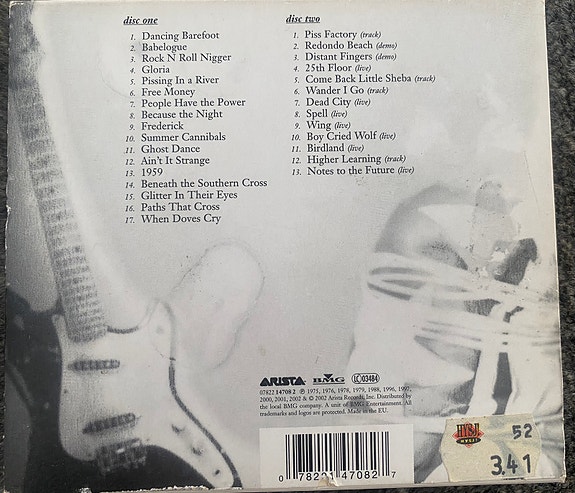 disc one
1. Dancing Barefoot
2. Babelogue
3. Rock N Roll Nigger
4. Gloria
5. Pissing In a River
6. Free Money
7. People Have the Power
8. Because the Night
9. Frederick
10. Summer Cannibals
11. Ghost Dance
12. Ain't It Strange
13. 1959
14. Beneath the Southern Cross
15. Glitter In Their Eyes
16. Paths That Cross
17. When Doves Cry
disc two
1. Piss Factory (track)
2. Redondo Beach (demo)
3. Distant Fingers (demo)
4. 25th Floor (live)
5. Come Back Little Sheba (track)
6. Wander I Go (track)
7. Dead City (live)
8. Spell (live)
9. Wing (live)
10. Boy Cried Wolf (live)
11. Birdland (live)
12. Higher Learning (track)
13. Notes to the Future (live)
ARISTA BMG LC 03484
07822 14708 2 ℗ 1975, 1976, 1978, 1979, 1988, 1996, 1997,
2000, 2001, 2002 & © 2002 Arista Records, Inc. Distributed by
the local BMG company. A unit of BMG Entertainment. All
trademarks and logos are protected. Made in the EU.
52
3.41